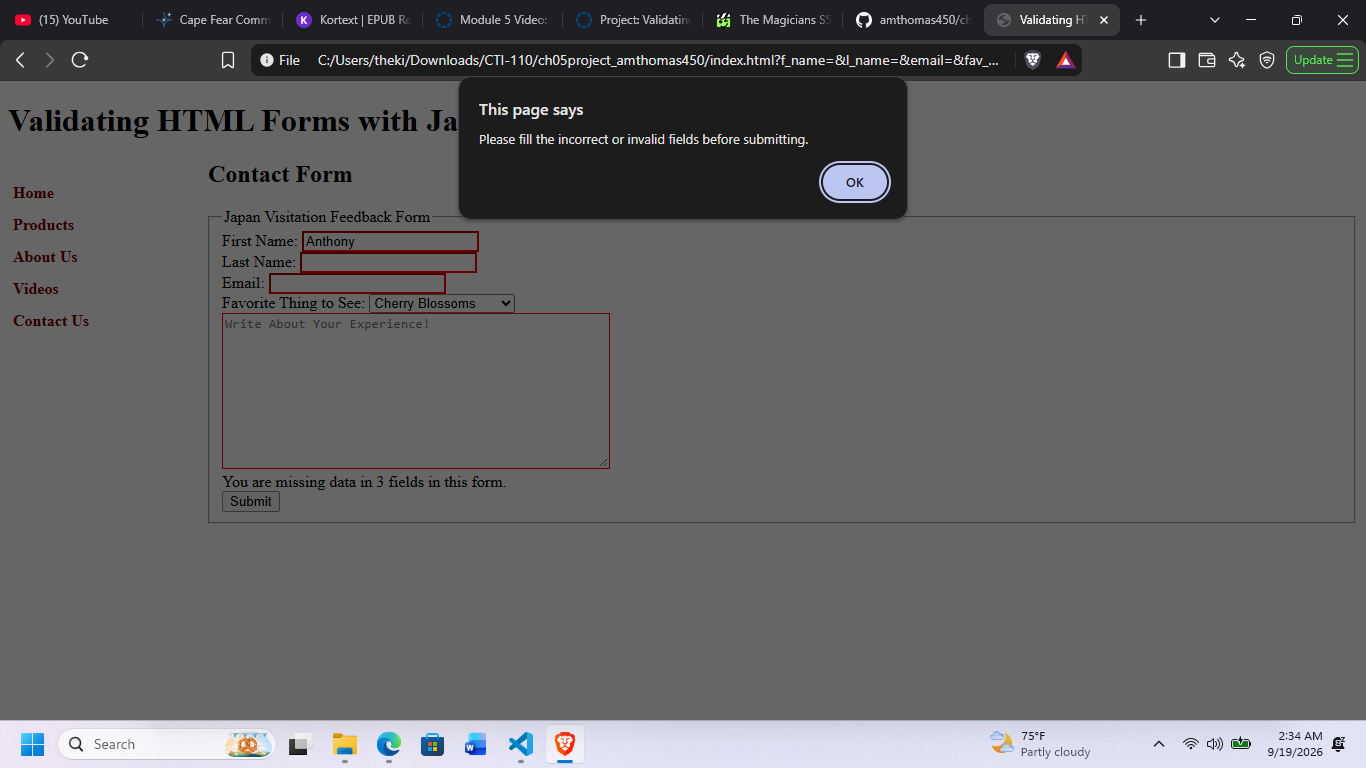 (15) YouTube
Cape Fear Comm
Kortext | EPUB Re
Module 5 Video:
Project: Validatin
The Magicians S5
amthomas450/ch
Validating HT
File C:/Users/theki/Downloads/CTI-110/ch05project_amthomas450/index.html?f_name=&l_name=&email=&fav_...
Update
This page says
Please fill the incorrect or invalid fields before submitting.
OK
Validating HTML Forms with Ja
Home
Products
About Us
Videos
Contact Us
Contact Form
Japan Visitation Feedback Form
First Name: Anthony
Last Name:
Email:
Favorite Thing to See: Cherry Blossoms
Write About Your Experience!
You are missing data in 3 fields in this form.
Submit
Search
75°F
Partly cloudy
2:34 AM
9/19/2026